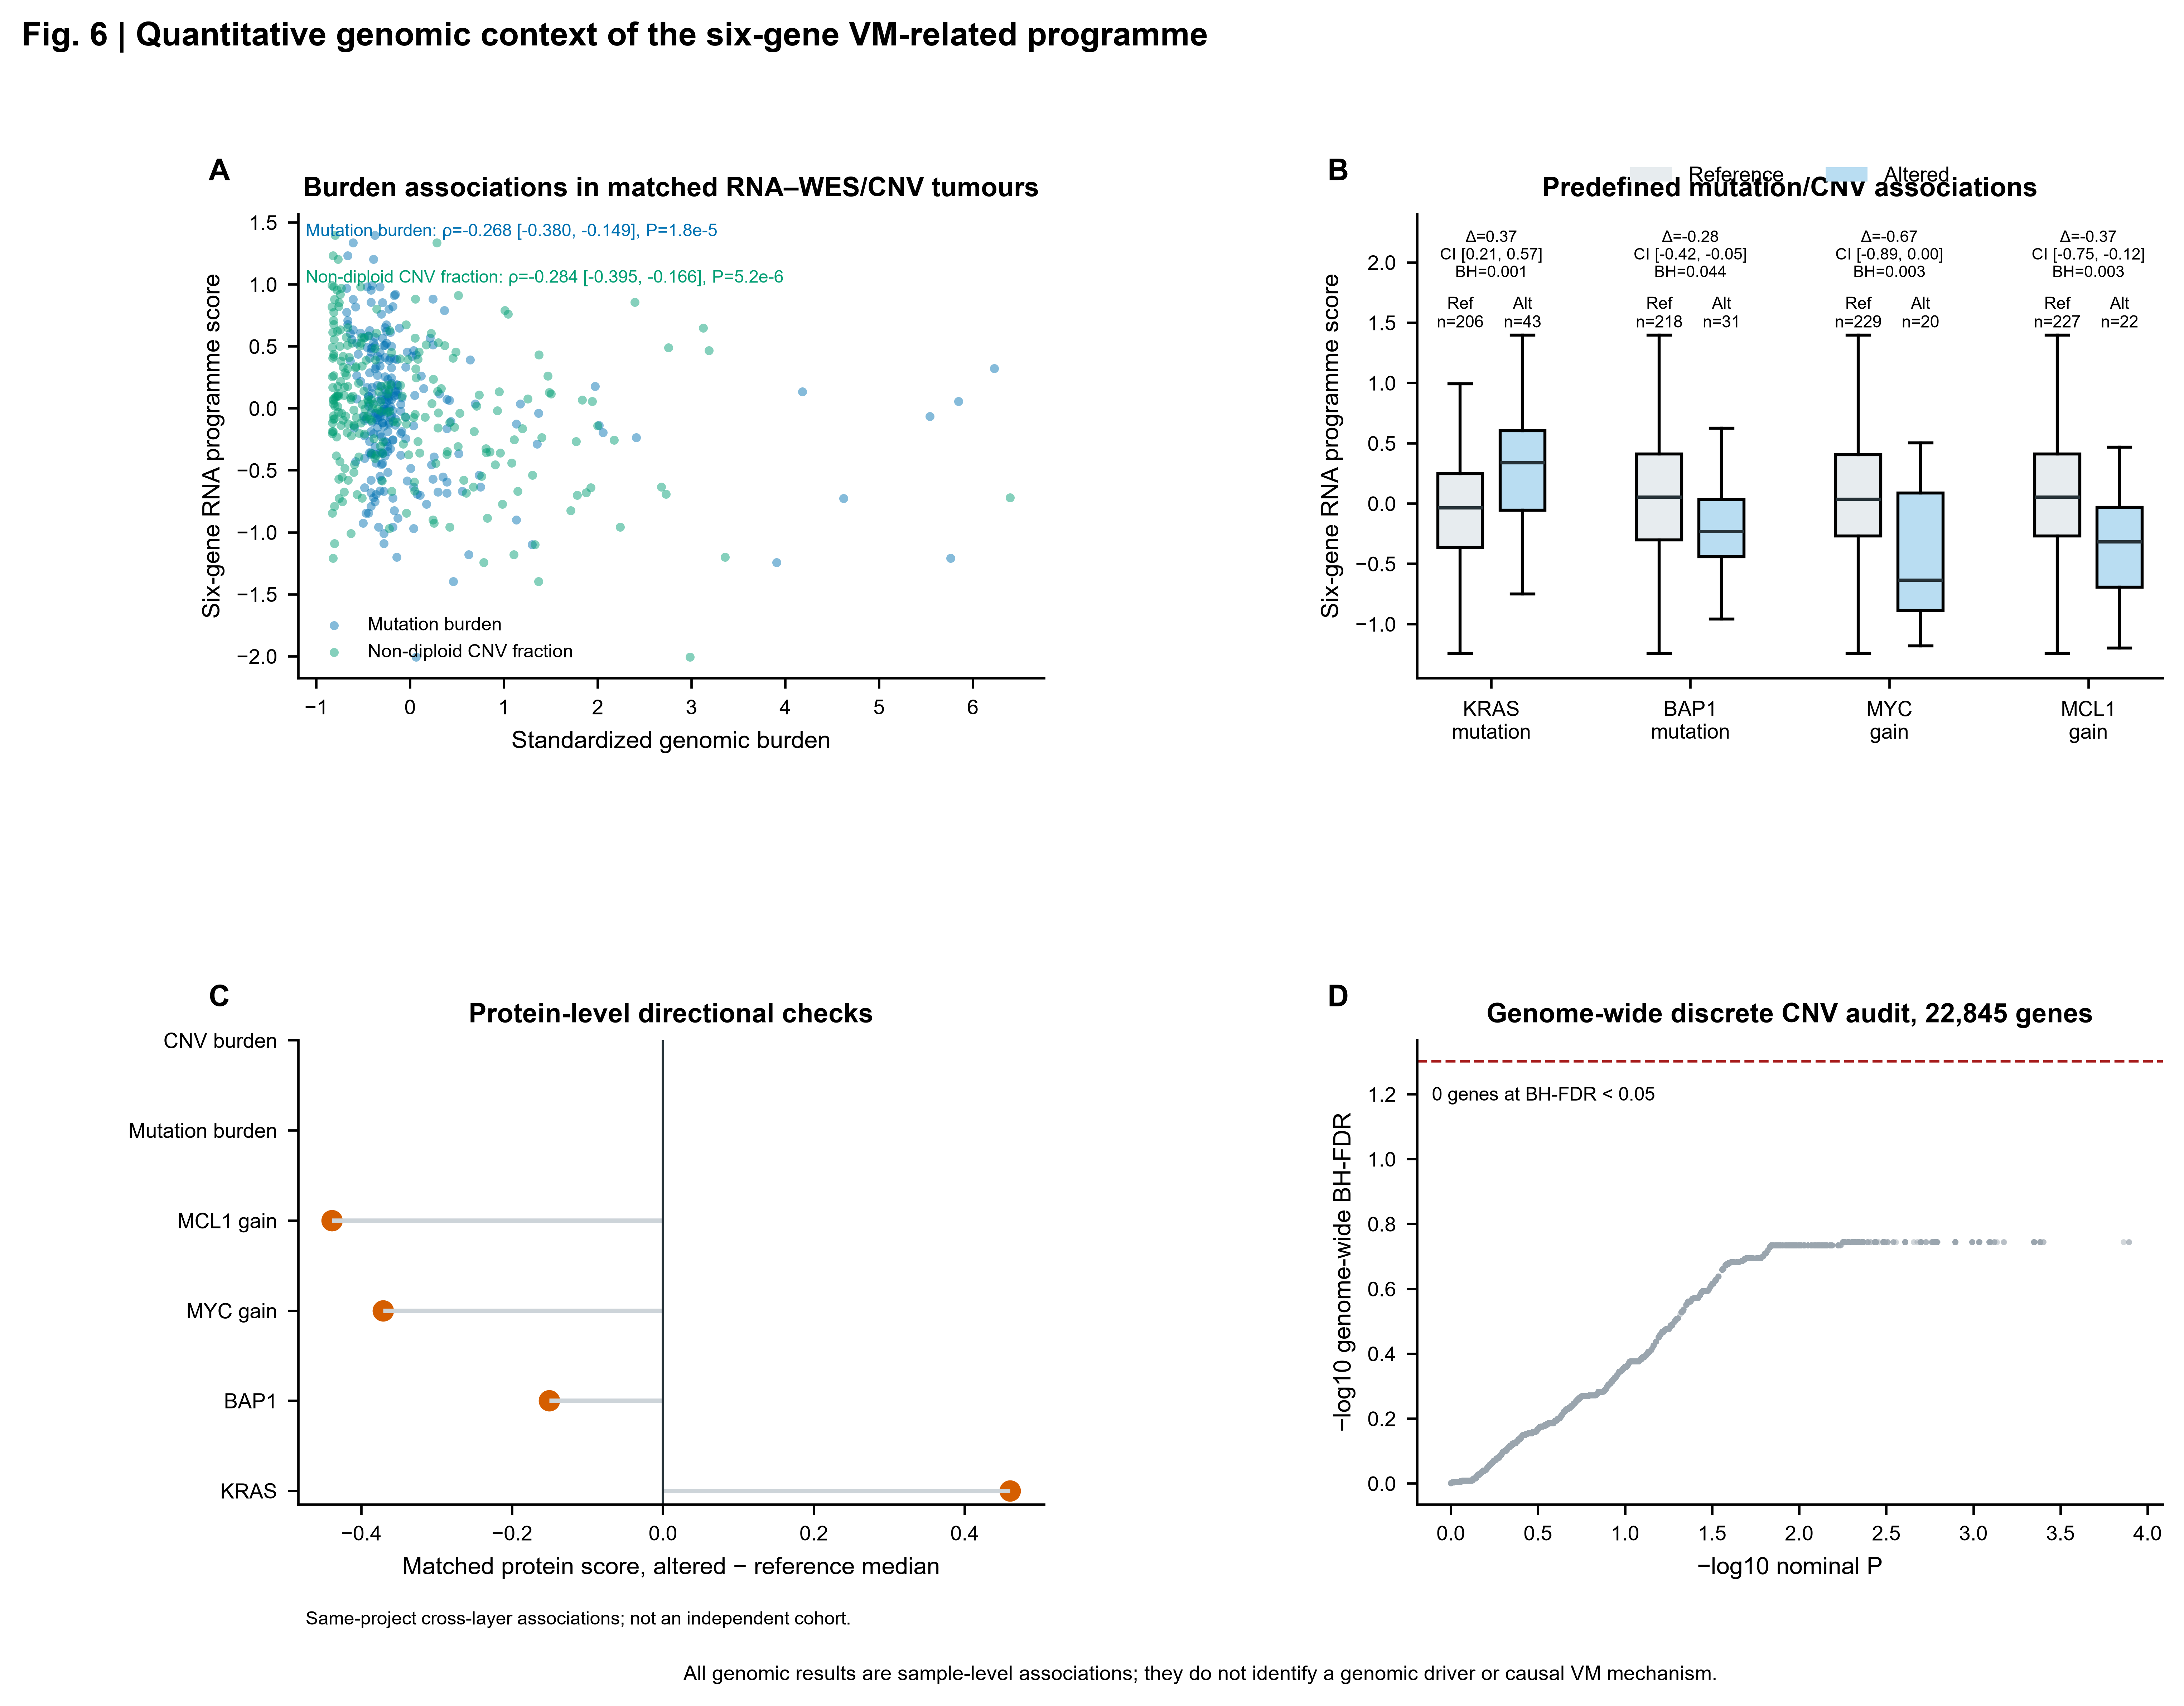 Fig. 6 | Quantitative genomic context of the six-gene VM-related programme
A
Burden associations in matched RNA–WES/CNV tumours
Mutation burden: ρ=-0.268 [-0.380, -0.149], P=1.8e-5
Non-diploid CNV fraction: ρ=-0.284 [-0.395, -0.166], P=5.2e-6
Six-gene RNA programme score
1.5
1.0
0.5
0.0
−0.5
−1.0
−1.5
−2.0
Mutation burden
Non-diploid CNV fraction
−1 0 1 2 3 4 5 6
Standardized genomic burden
B
Reference Altered
Predefined mutation/CNV associations
Δ=0.37 Δ=-0.28 Δ=-0.67 Δ=-0.37
CI [0.21, 0.57] CI [-0.42, -0.05] CI [-0.89, 0.00] CI [-0.75, -0.12]
BH=0.001 BH=0.044 BH=0.003 BH=0.003
Ref Alt Ref Alt Ref Alt Ref Alt
n=206 n=43 n=218 n=31 n=229 n=20 n=227 n=22
Six-gene RNA programme score
2.0
1.5
1.0
0.5
0.0
−0.5
−1.0
KRAS BAP1 MYC MCL1
mutation mutation gain gain
C
Protein-level directional checks
CNV burden
Mutation burden
MCL1 gain
MYC gain
BAP1
KRAS
−0.4 −0.2 0.0 0.2 0.4
Matched protein score, altered − reference median
Same-project cross-layer associations; not an independent cohort.
D
Genome-wide discrete CNV audit, 22,845 genes
0 genes at BH-FDR < 0.05
−log10 genome-wide BH-FDR
1.2
1.0
0.8
0.6
0.4
0.2
0.0
0.0 0.5 1.0 1.5 2.0 2.5 3.0 3.5 4.0
−log10 nominal P
All genomic results are sample-level associations; they do not identify a genomic driver or causal VM mechanism.